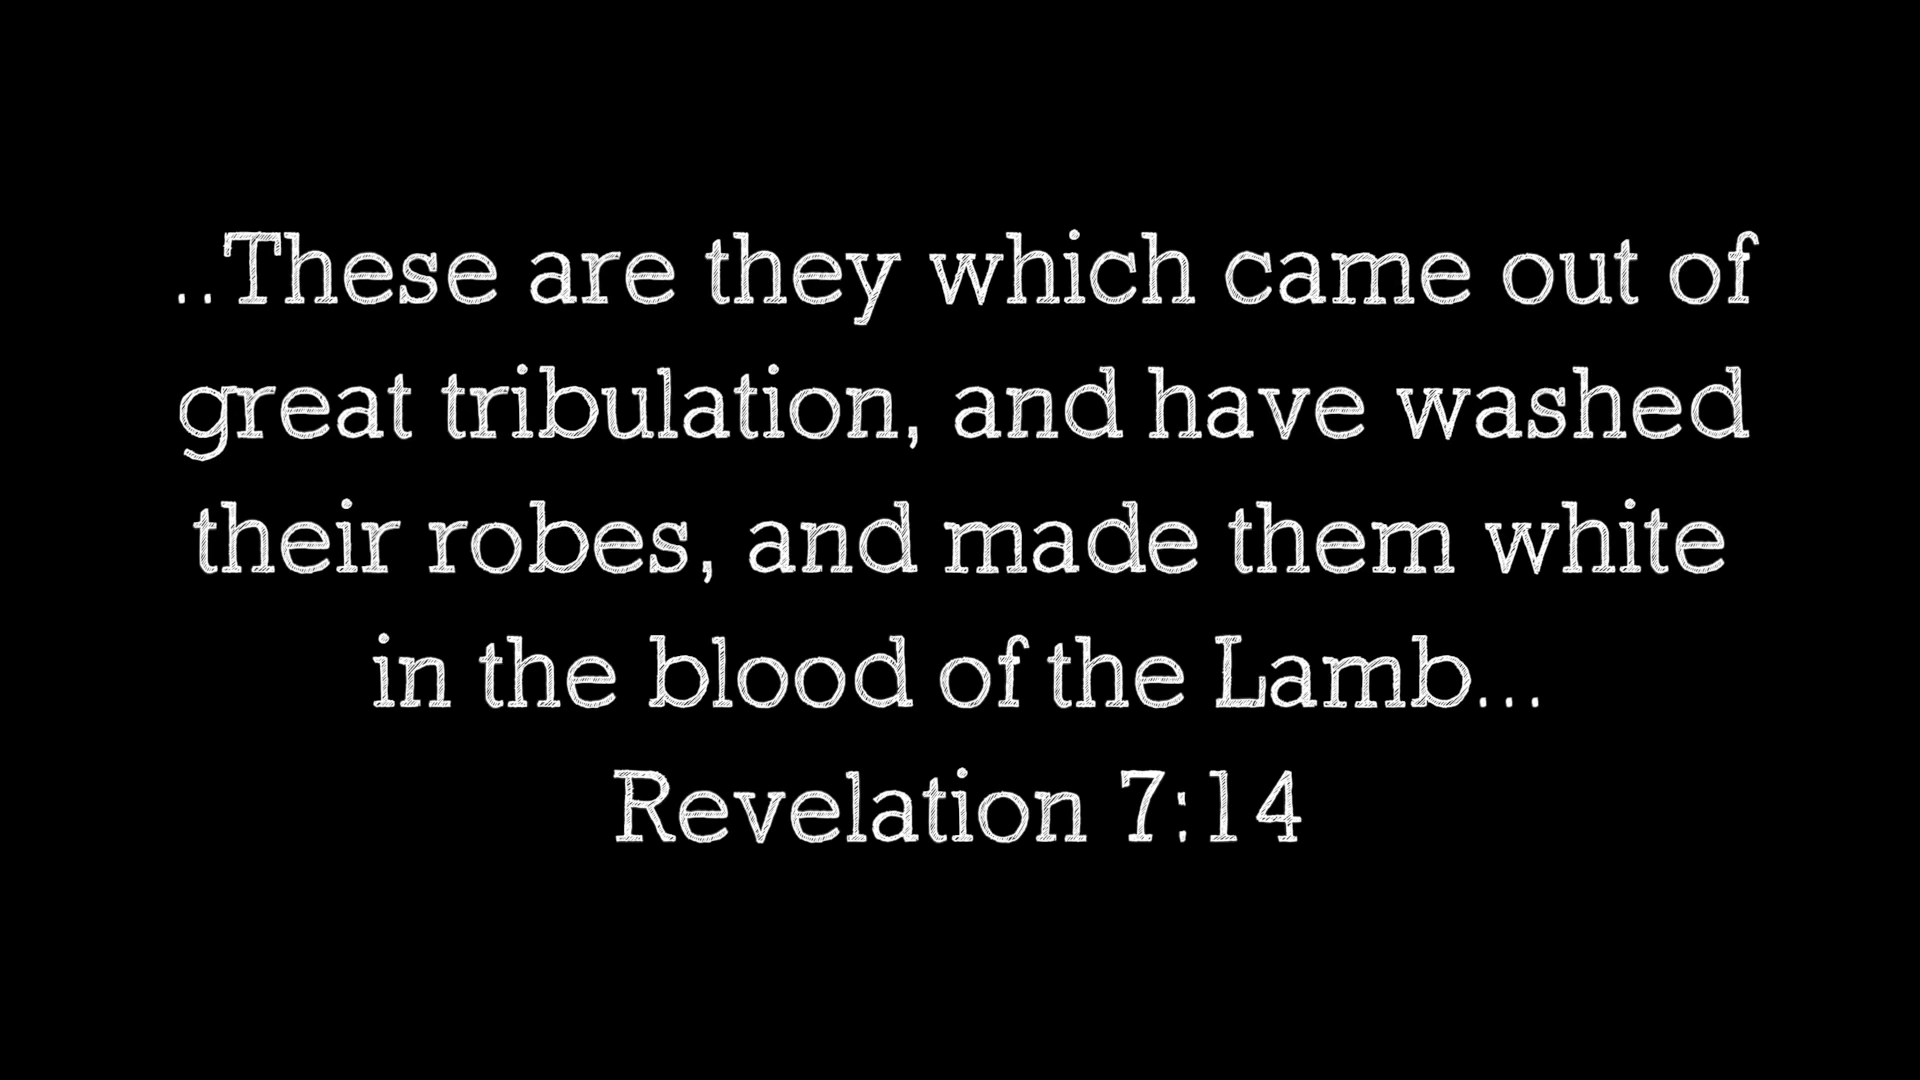 ..These are they which came out of
great tribulation, and have washed
their robes, and made them white
in the blood of the Lamb...
Revelation 7:14